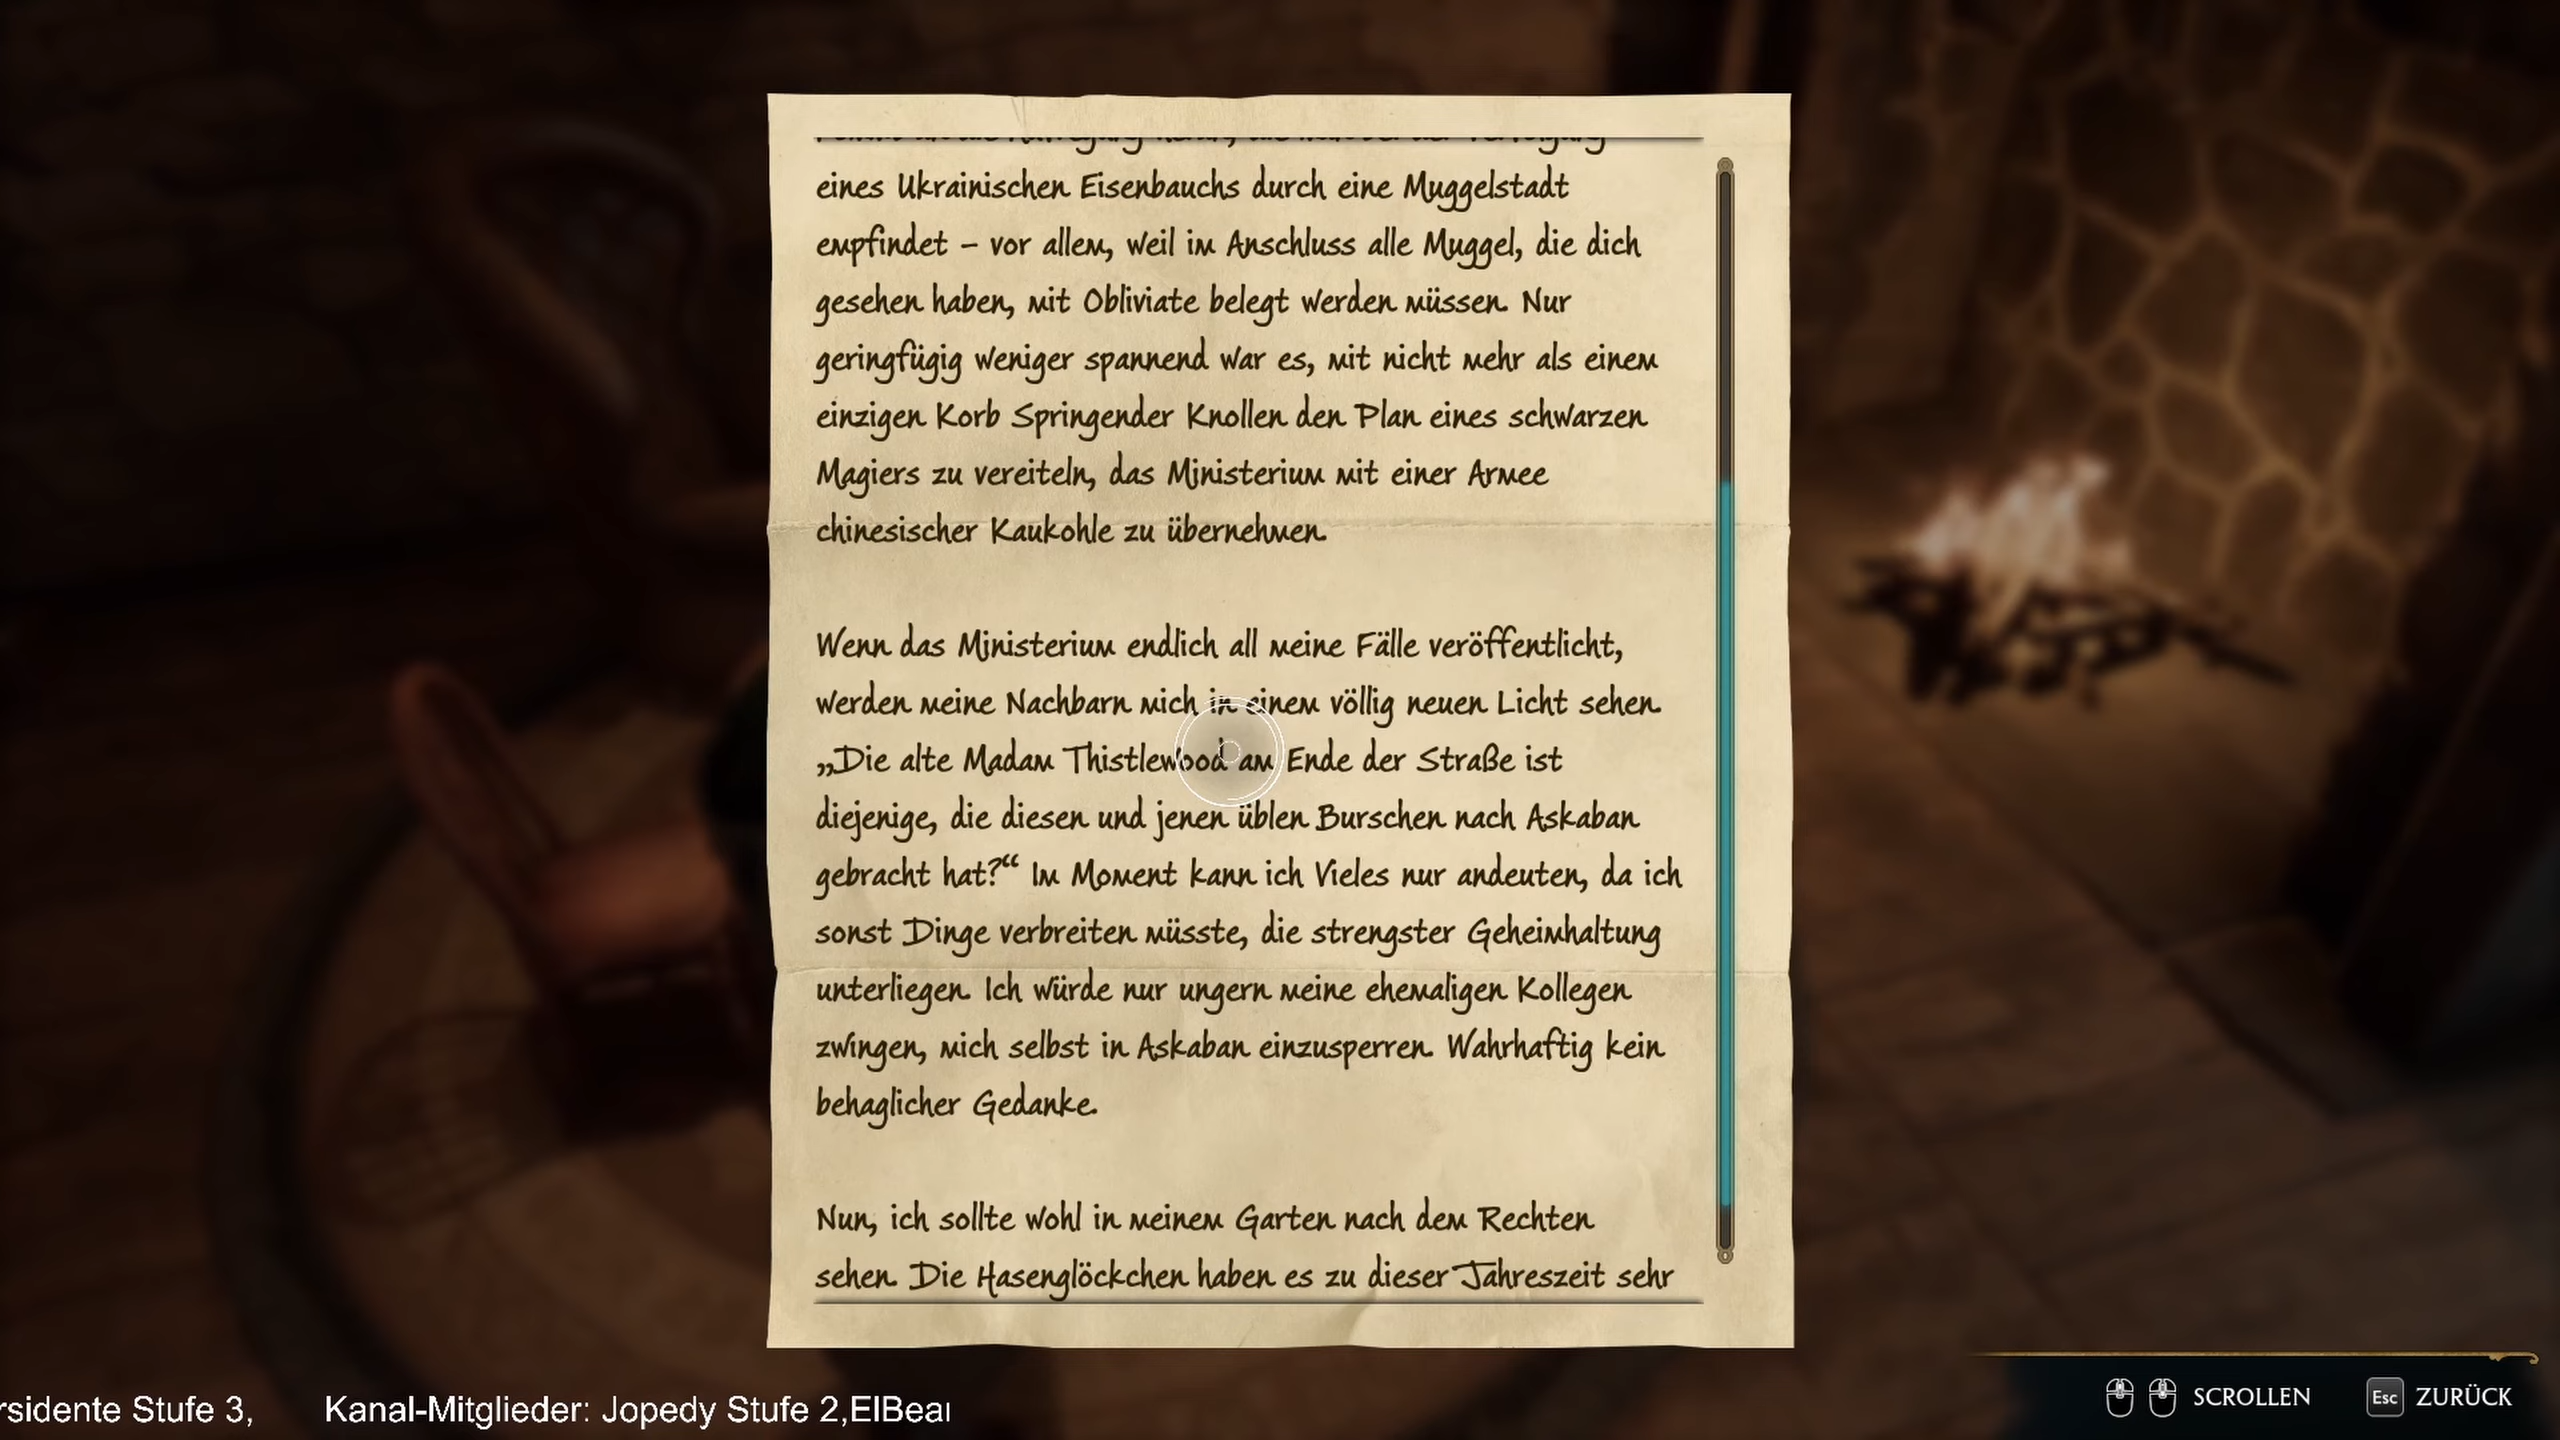 eines Ukrainischen Eisenbauchs durch eine Muggelstadt
empfindet – vor allem, weil im Anschluss alle Muggel, die dich
gesehen haben, mit Obliviate belegt werden müssen. Nur
geringfügig weniger spannend war es, mit nicht mehr als einem
einzigen Korb Springender Knollen den Plan eines schwarzen
Magiers zu vereiteln, das Ministerium mit einer Armee
chinesischer Kaukohle zu übernehmen.
Wenn das Ministerium endlich all meine Fälle veröffentlicht,
werden meine Nachbarn mich in einem völlig neuen Licht sehen.
„Die alte Madam Thistlewood am Ende der Straße ist
diejenige, die diesen und jenen üblen Burschen nach Askaban
gebracht hat?“ Im Moment kann ich Vieles nur andeuten, da ich
sonst Dinge verbreiten müsste, die strengster Geheimhaltung
unterliegen. Ich würde nur ungern meine ehemaligen Kollegen
zwingen, mich selbst in Askaban einzusperren. Wahrhaftig kein
behaglicher Gedanke.
Nun, ich sollte wohl in meinem Garten nach dem Rechten
sehen. Die Hasenglöckchen haben es zu dieser Jahreszeit sehr
rsidente Stufe 3, Kanal-Mitglieder: Jopedy Stufe 2,ElBear
SCROLLEN Esc ZURÜCK